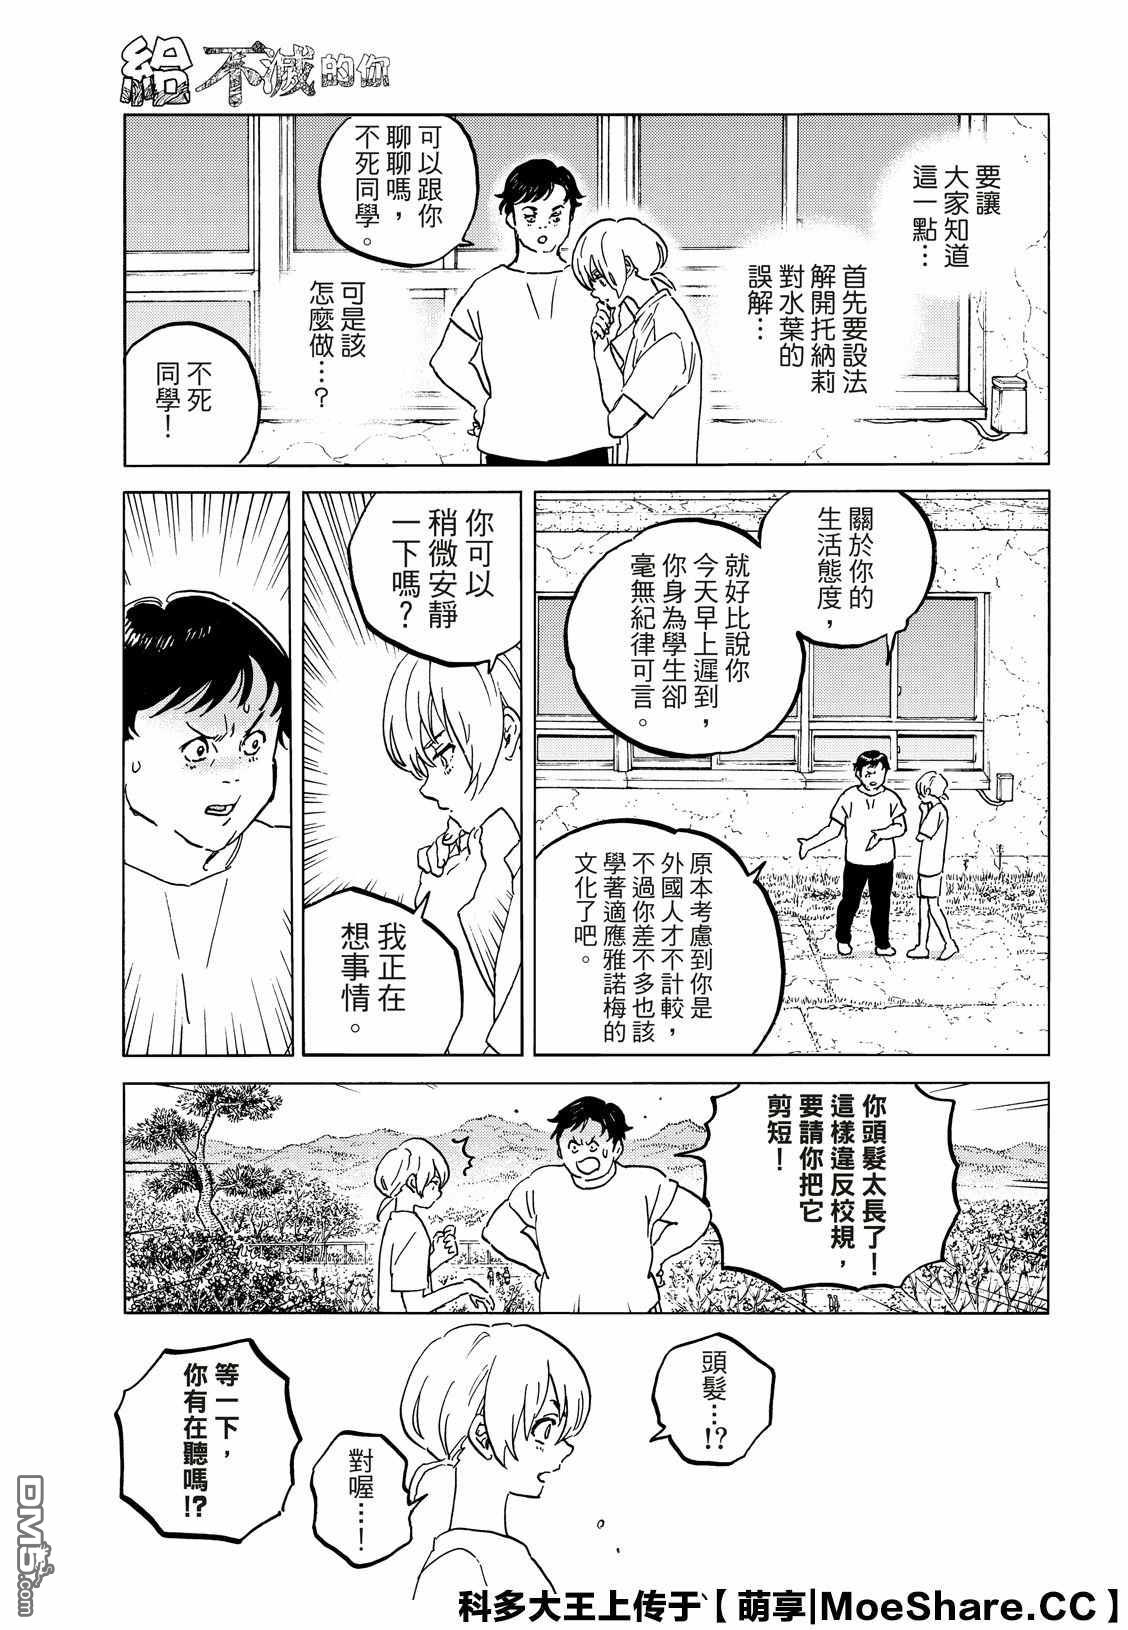 給不滅的你
要讓
大家知道
這一點…
首先要設法
解開托納莉
對水葉的
誤解…
可以跟你
聊聊嗎，
不死同學。
可是該
怎麼做…？
不死
同學！
關於你的
生活態度，
就好比說你
今天早上遲到，
你身為學生卻
毫無紀律可言。
原本考慮到你是
外國人才不計較，
不過你差不多也該
學著適應雅諾梅的
文化了吧。
你可以
稍微安靜
一下嗎？
我正在
想事情。
你頭髮太長了！
這樣違反校規，
要請你把它
剪短！
頭髮…!?
對喔…！
等一下，
你有在聽嗎!?
DM5.com
科多大王上传于【萌享|MoeShare.CC】